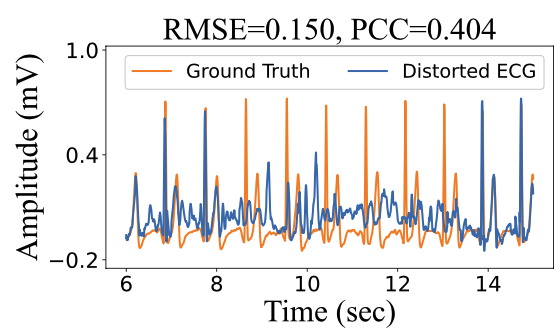 RMSE=0.150, PCC=0.404
Ground Truth
Distorted ECG
Amplitude (mV)
1.0
0.4
−0.2
6 8 10 12 14
Time (sec)